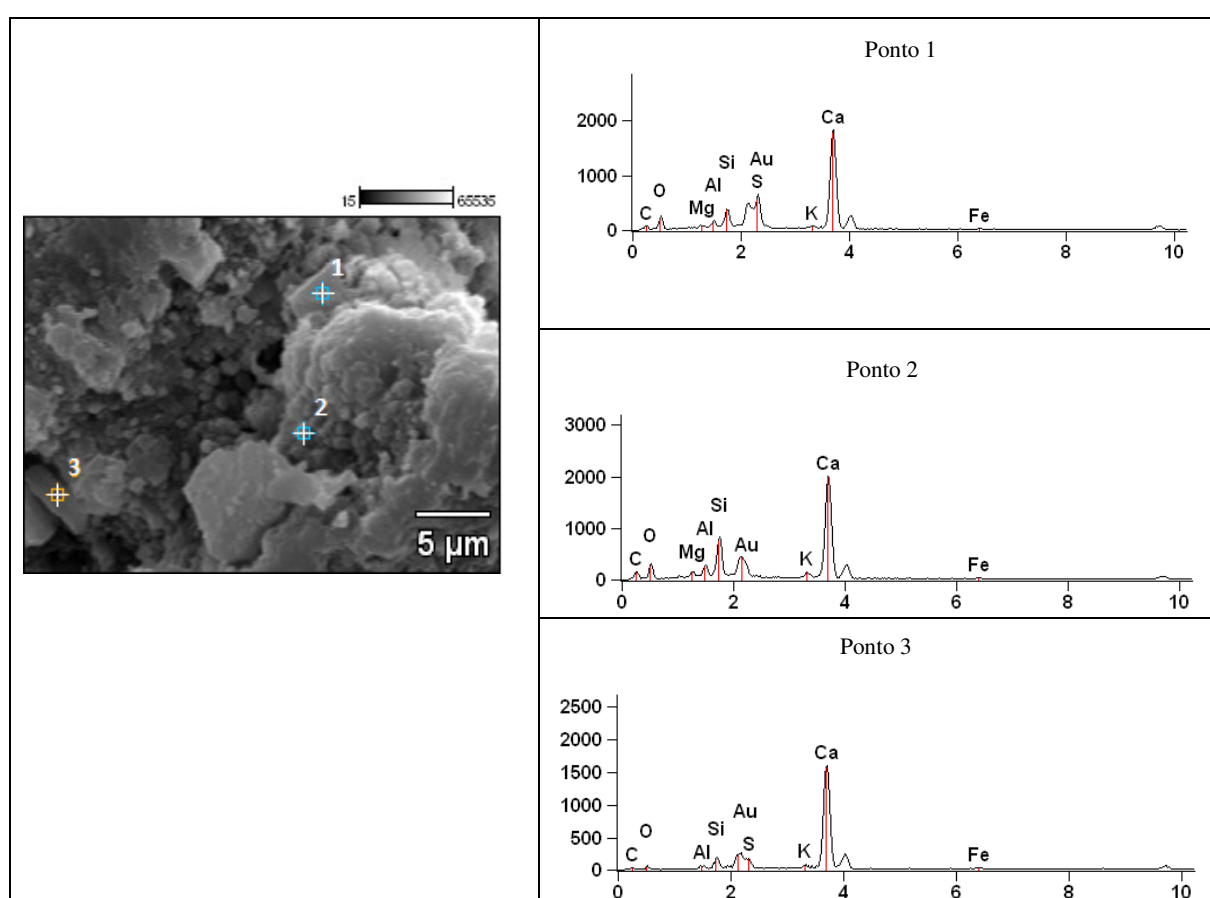 15 65535
1
2
3
5 µm
Ponto 1
2000
1000
0
C O Mg Al Si Au S K Ca Fe
0 2 4 6 8 10
Ponto 2
3000
2000
1000
0
C O Mg Al Si Au K Ca Fe
0 2 4 6 8 10
Ponto 3
2500
2000
1500
1000
500
0
C O Al Si Au S K Ca Fe
0 2 4 6 8 10